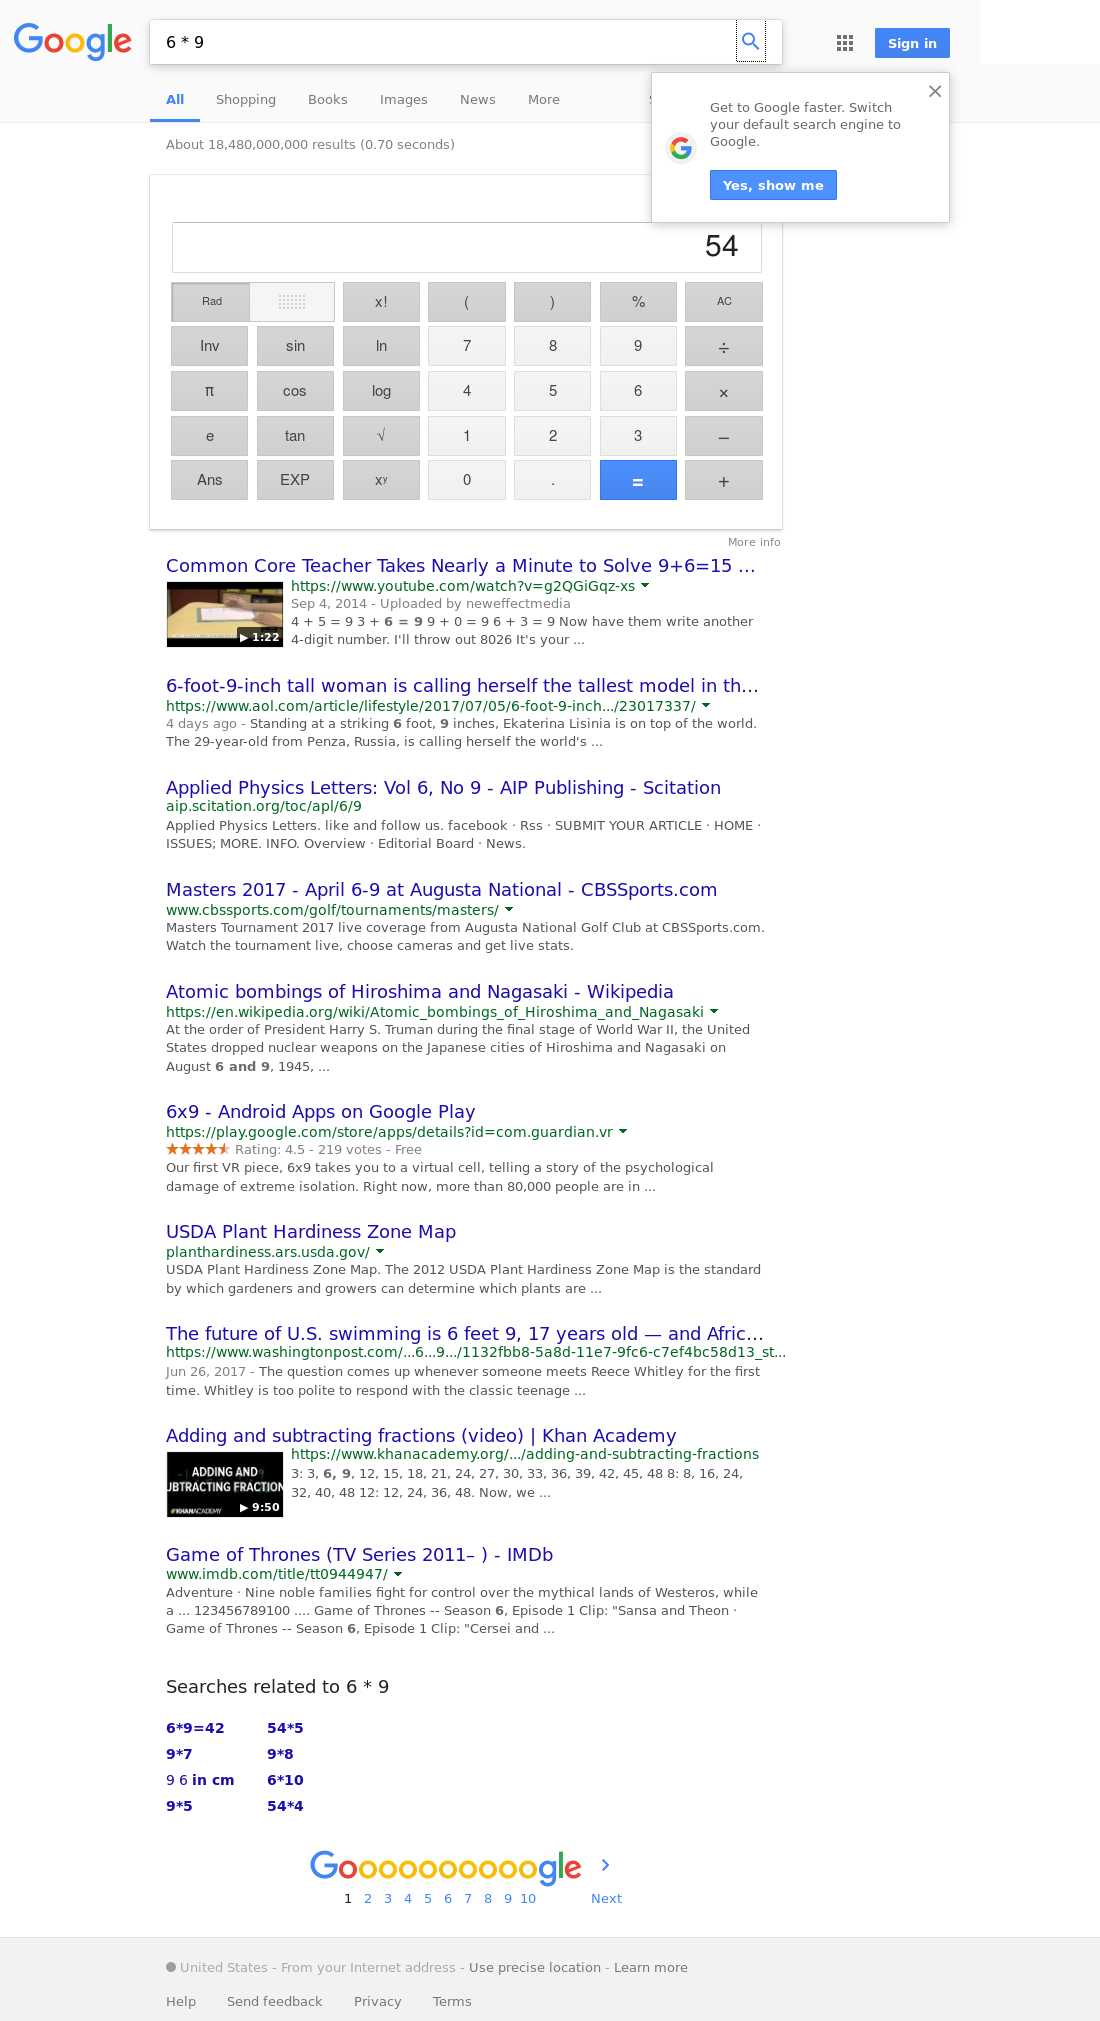 Google
6 * 9
Sign in
All Shopping Books Images News More
Get to Google faster. Switch
your default search engine to
Google.
Yes, show me
About 18,480,000,000 results (0.70 seconds)
54
Rad x! ( ) % AC
Inv sin ln 7 8 9 ÷
π cos log 4 5 6 ×
e tan √ 1 2 3 −
Ans EXP xʸ 0 . = +
More info
Common Core Teacher Takes Nearly a Minute to Solve 9+6=15 ...
https://www.youtube.com/watch?v=g2QGiGqz-xs
Sep 4, 2014 - Uploaded by neweffectmedia
4 + 5 = 9 3 + 6 = 9 9 + 0 = 9 6 + 3 = 9 Now have them write another
4-digit number. I'll throw out 8026 It's your ...
▶ 1:22
6-foot-9-inch tall woman is calling herself the tallest model in th...
https://www.aol.com/article/lifestyle/2017/07/05/6-foot-9-inch.../23017337/
4 days ago - Standing at a striking 6 foot, 9 inches, Ekaterina Lisinia is on top of the world.
The 29-year-old from Penza, Russia, is calling herself the world's ...
Applied Physics Letters: Vol 6, No 9 - AIP Publishing - Scitation
aip.scitation.org/toc/apl/6/9
Applied Physics Letters. like and follow us. facebook · Rss · SUBMIT YOUR ARTICLE · HOME ·
ISSUES; MORE. INFO. Overview · Editorial Board · News.
Masters 2017 - April 6-9 at Augusta National - CBSSports.com
www.cbssports.com/golf/tournaments/masters/
Masters Tournament 2017 live coverage from Augusta National Golf Club at CBSSports.com.
Watch the tournament live, choose cameras and get live stats.
Atomic bombings of Hiroshima and Nagasaki - Wikipedia
https://en.wikipedia.org/wiki/Atomic_bombings_of_Hiroshima_and_Nagasaki
At the order of President Harry S. Truman during the final stage of World War II, the United
States dropped nuclear weapons on the Japanese cities of Hiroshima and Nagasaki on
August 6 and 9, 1945, ...
6x9 - Android Apps on Google Play
https://play.google.com/store/apps/details?id=com.guardian.vr
Rating: 4.5 - 219 votes - Free
Our first VR piece, 6x9 takes you to a virtual cell, telling a story of the psychological
damage of extreme isolation. Right now, more than 80,000 people are in ...
USDA Plant Hardiness Zone Map
planthardiness.ars.usda.gov/
USDA Plant Hardiness Zone Map. The 2012 USDA Plant Hardiness Zone Map is the standard
by which gardeners and growers can determine which plants are ...
The future of U.S. swimming is 6 feet 9, 17 years old — and Afric...
https://www.washingtonpost.com/...6...9.../1132fbb8-5a8d-11e7-9fc6-c7ef4bc58d13_st...
Jun 26, 2017 - The question comes up whenever someone meets Reece Whitley for the first
time. Whitley is too polite to respond with the classic teenage ...
Adding and subtracting fractions (video) | Khan Academy
https://www.khanacademy.org/.../adding-and-subtracting-fractions
3: 3, 6, 9, 12, 15, 18, 21, 24, 27, 30, 33, 36, 39, 42, 45, 48 8: 8, 16, 24,
32, 40, 48 12: 12, 24, 36, 48. Now, we ...
ADDING AND
UBTRACTING FRACTION
KHANACADEMY ▶ 9:50
Game of Thrones (TV Series 2011– ) - IMDb
www.imdb.com/title/tt0944947/
Adventure · Nine noble families fight for control over the mythical lands of Westeros, while
a ... 123456789100 .... Game of Thrones -- Season 6, Episode 1 Clip: "Sansa and Theon ·
Game of Thrones -- Season 6, Episode 1 Clip: "Cersei and ...
Searches related to 6 * 9
6*9=42 54*5
9*7 9*8
9 6 in cm 6*10
9*5 54*4
Goooooooooogle
1 2 3 4 5 6 7 8 9 10 Next
United States - From your Internet address - Use precise location - Learn more
Help Send feedback Privacy Terms